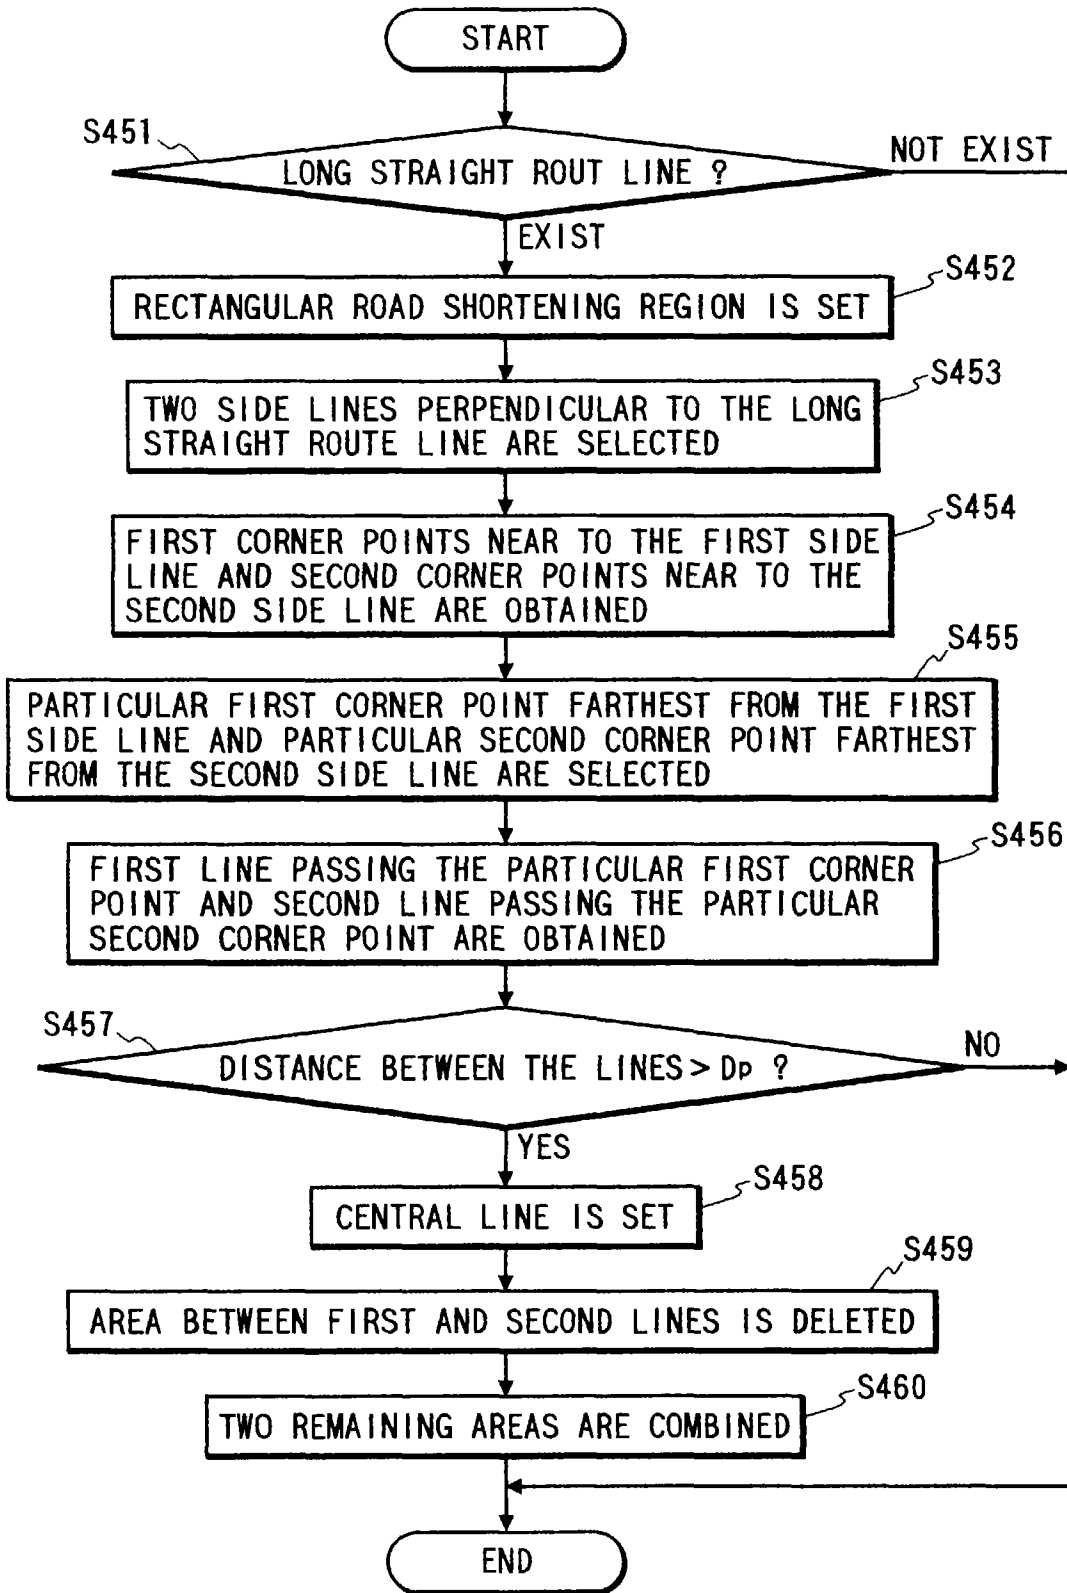 START
S451
LONG STRAIGHT ROUT LINE ?
NOT EXIST
EXIST
S452
RECTANGULAR ROAD SHORTENING REGION IS SET
S453
TWO SIDE LINES PERPENDICULAR TO THE LONG
STRAIGHT ROUTE LINE ARE SELECTED
S454
FIRST CORNER POINTS NEAR TO THE FIRST SIDE
LINE AND SECOND CORNER POINTS NEAR TO THE
SECOND SIDE LINE ARE OBTAINED
S455
PARTICULAR FIRST CORNER POINT FARTHEST FROM THE FIRST
SIDE LINE AND PARTICULAR SECOND CORNER POINT FARTHEST
FROM THE SECOND SIDE LINE ARE SELECTED
S456
FIRST LINE PASSING THE PARTICULAR FIRST CORNER
POINT AND SECOND LINE PASSING THE PARTICULAR
SECOND CORNER POINT ARE OBTAINED
S457
DISTANCE BETWEEN THE LINES > Dp ?
NO
YES
S458
CENTRAL LINE IS SET
S459
AREA BETWEEN FIRST AND SECOND LINES IS DELETED
S460
TWO REMAINING AREAS ARE COMBINED
END